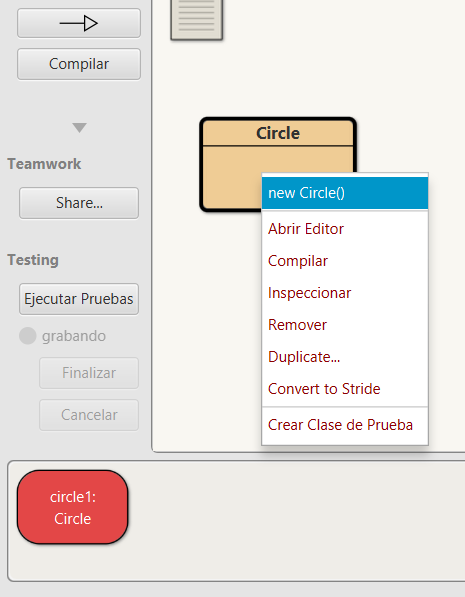 Compilar
Teamwork
Share...
Testing
Ejecutar Pruebas
grabando
Finalizar
Cancelar
Circle
new Circle()
Abrir Editor
Compilar
Inspeccionar
Remover
Duplicate...
Convert to Stride
Crear Clase de Prueba
circle1:
Circle